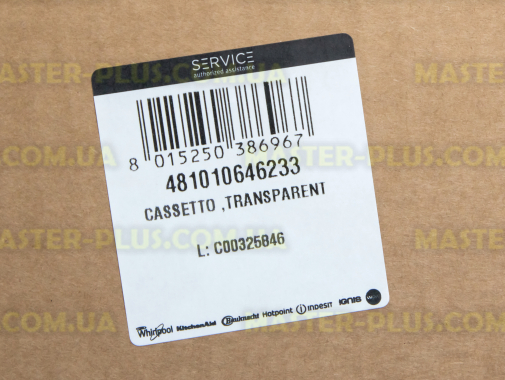 SERVICE
authorized assistance
8 015250 386967
481010646233
CASSETTO ,TRANSPARENT
L: C00325846
Whirlpool KitchenAid Bauknecht Hotpoint indesit IGNIS
MASTER-PLUS.COM.UA